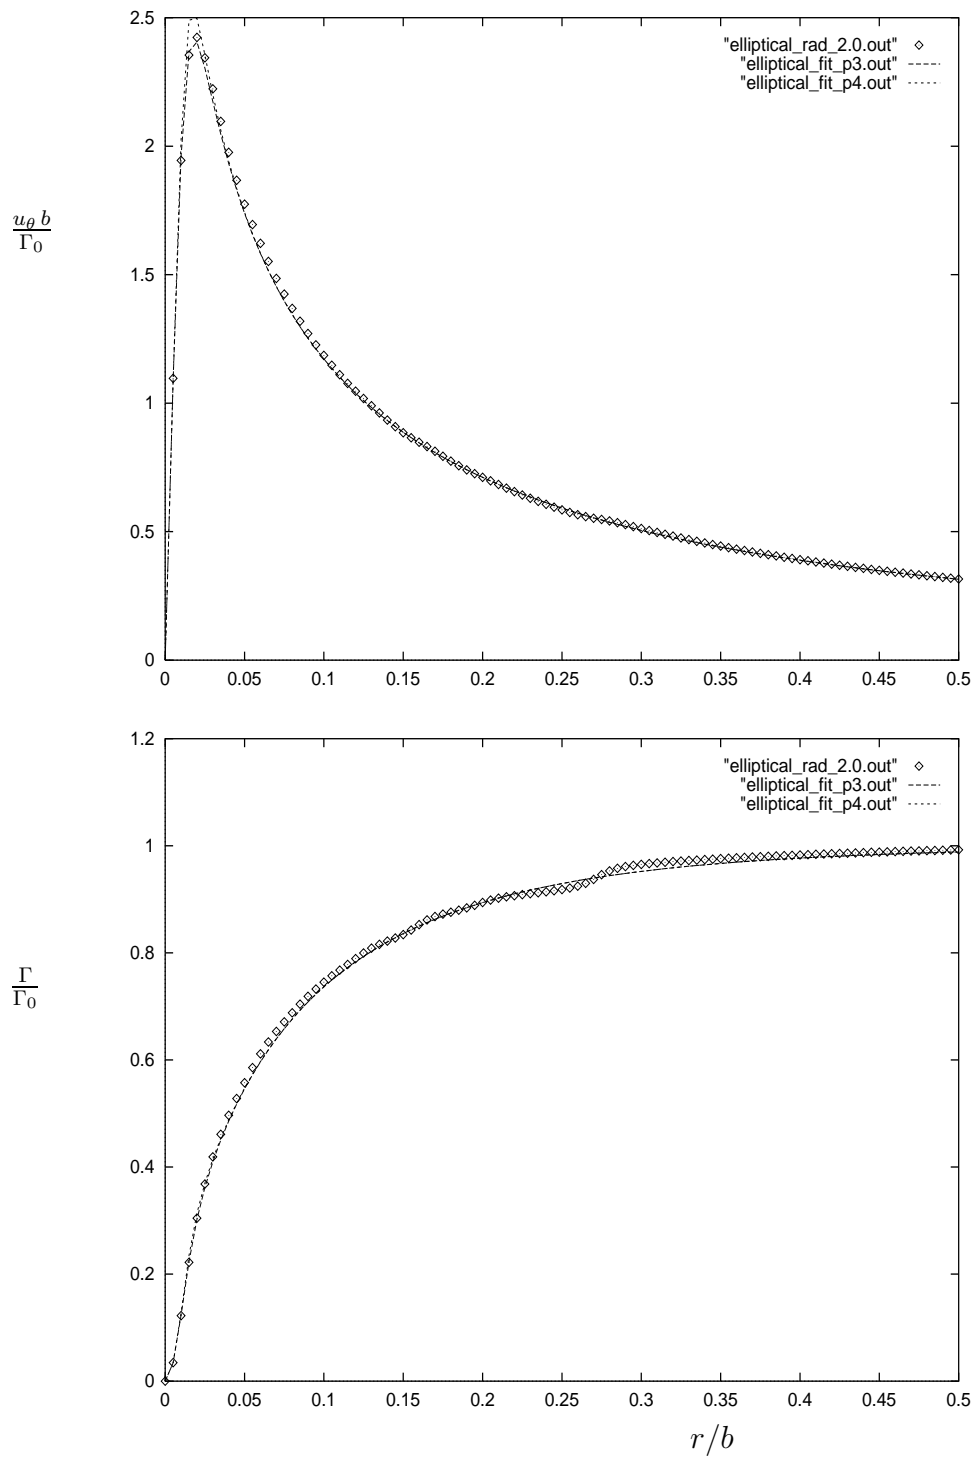 2.5
"elliptical_rad_2.0.out"
"elliptical_fit_p3.out"
"elliptical_fit_p4.out"
2
u_θ b
Γ_0
1.5
1
0.5
0
0 0.05 0.1 0.15 0.2 0.25 0.3 0.35 0.4 0.45 0.5
1.2
"elliptical_rad_2.0.out"
"elliptical_fit_p3.out"
"elliptical_fit_p4.out"
1
0.8
Γ
Γ_0
0.6
0.4
0.2
0
0 0.05 0.1 0.15 0.2 0.25 0.3 0.35 0.4 0.45 0.5
r/b